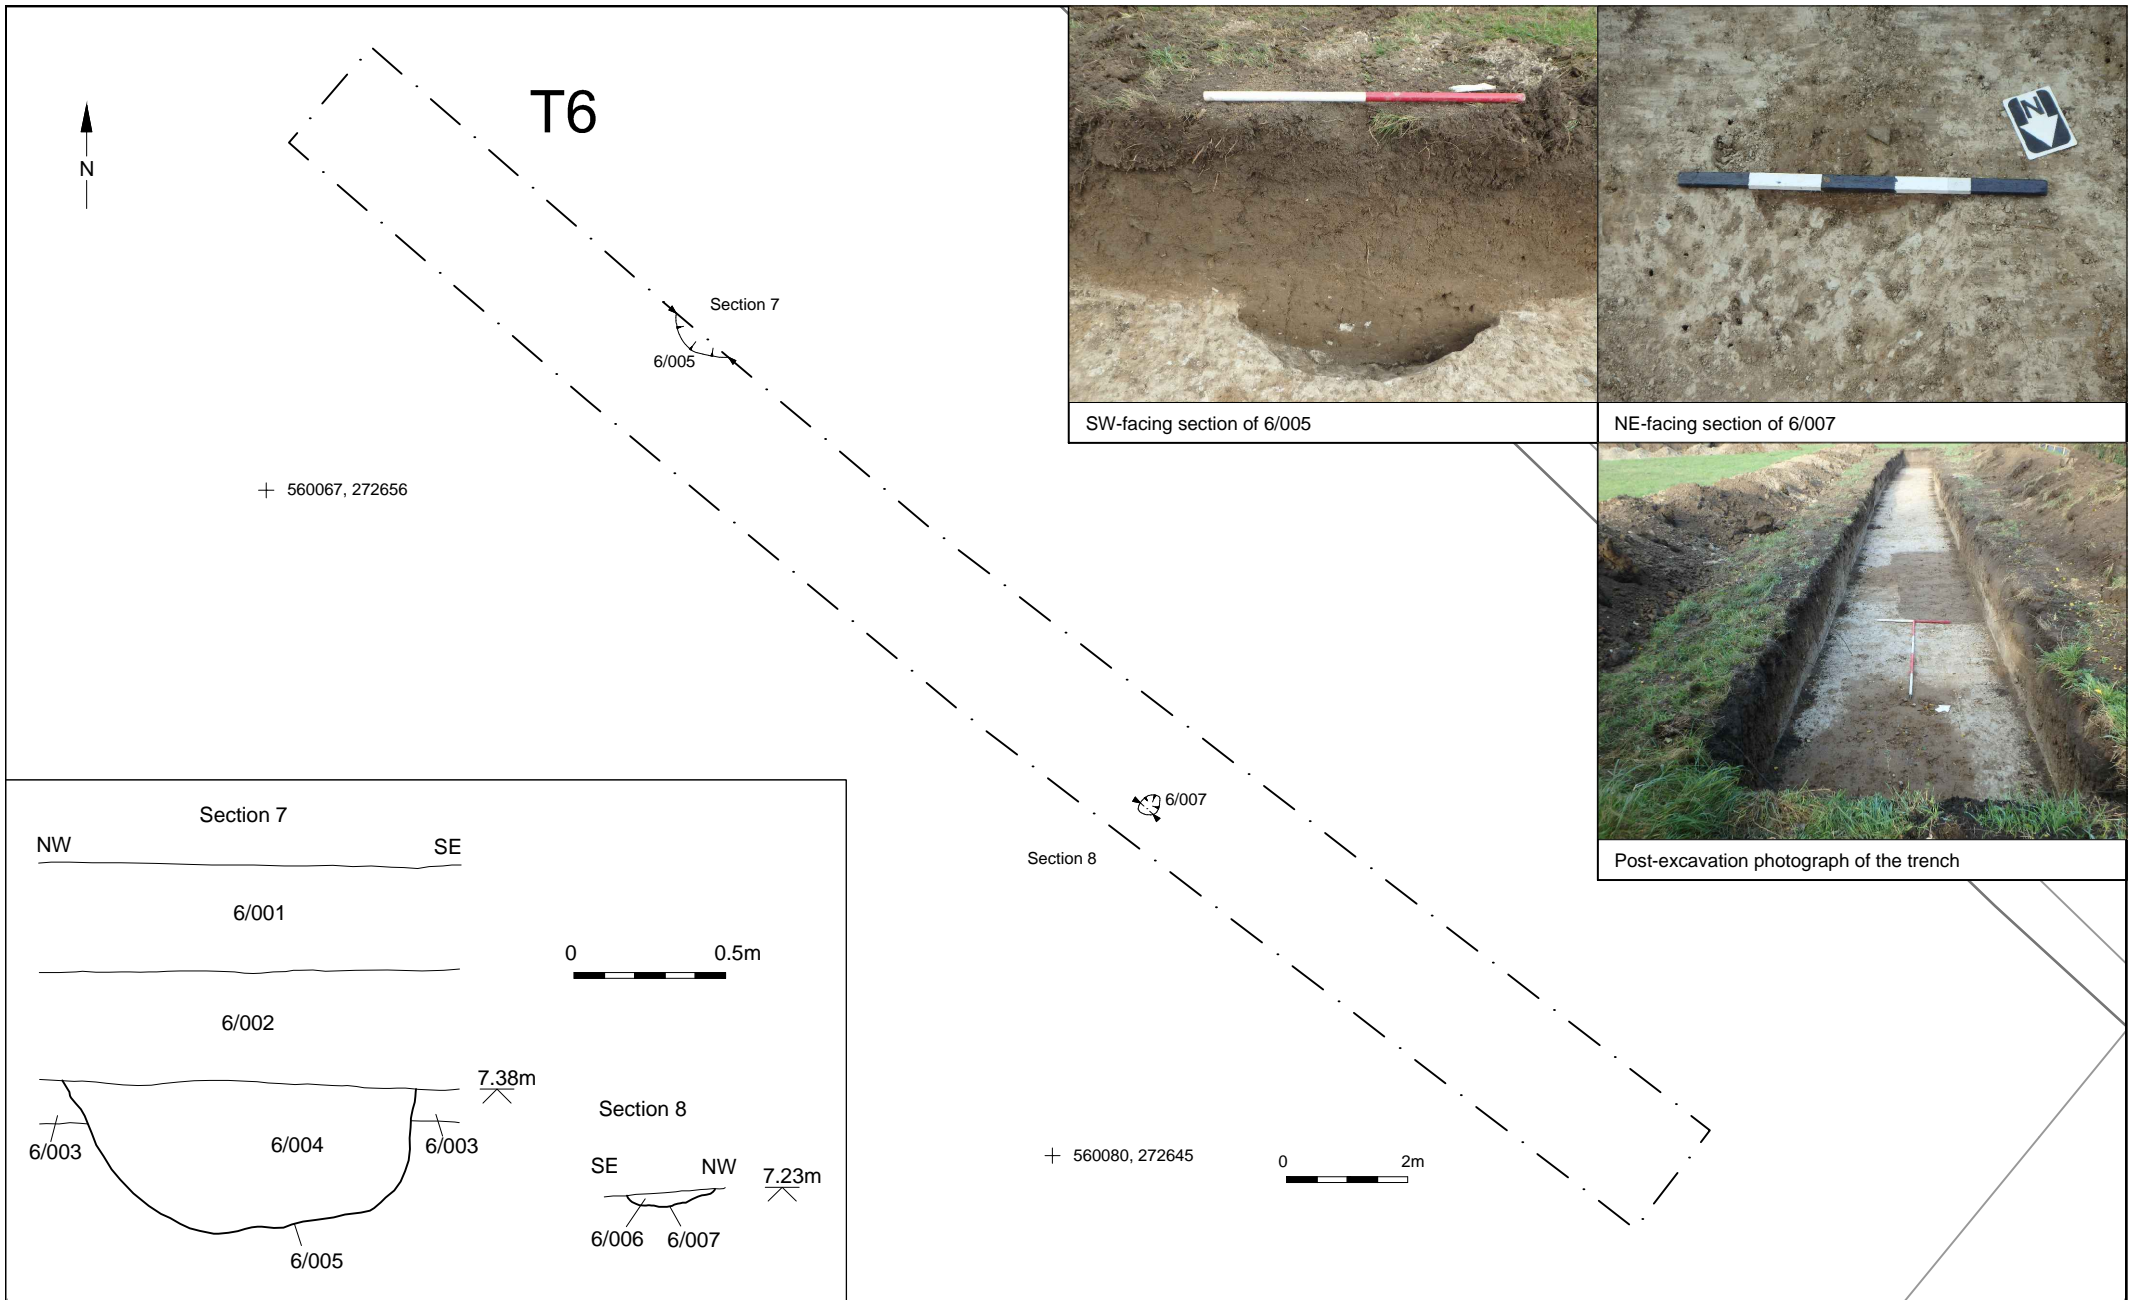 T6
N
Section 7
6/005
560067, 272656
6/007
Section 8
560080, 272645
0 2m
SW-facing section of 6/005
N
NE-facing section of 6/007
Post-excavation photograph of the trench
Section 7
NW SE
6/001
0 0.5m
6/002
7.38m
6/003 6/004 6/003
6/005
Section 8
SE NW 7.23m
6/006 6/007